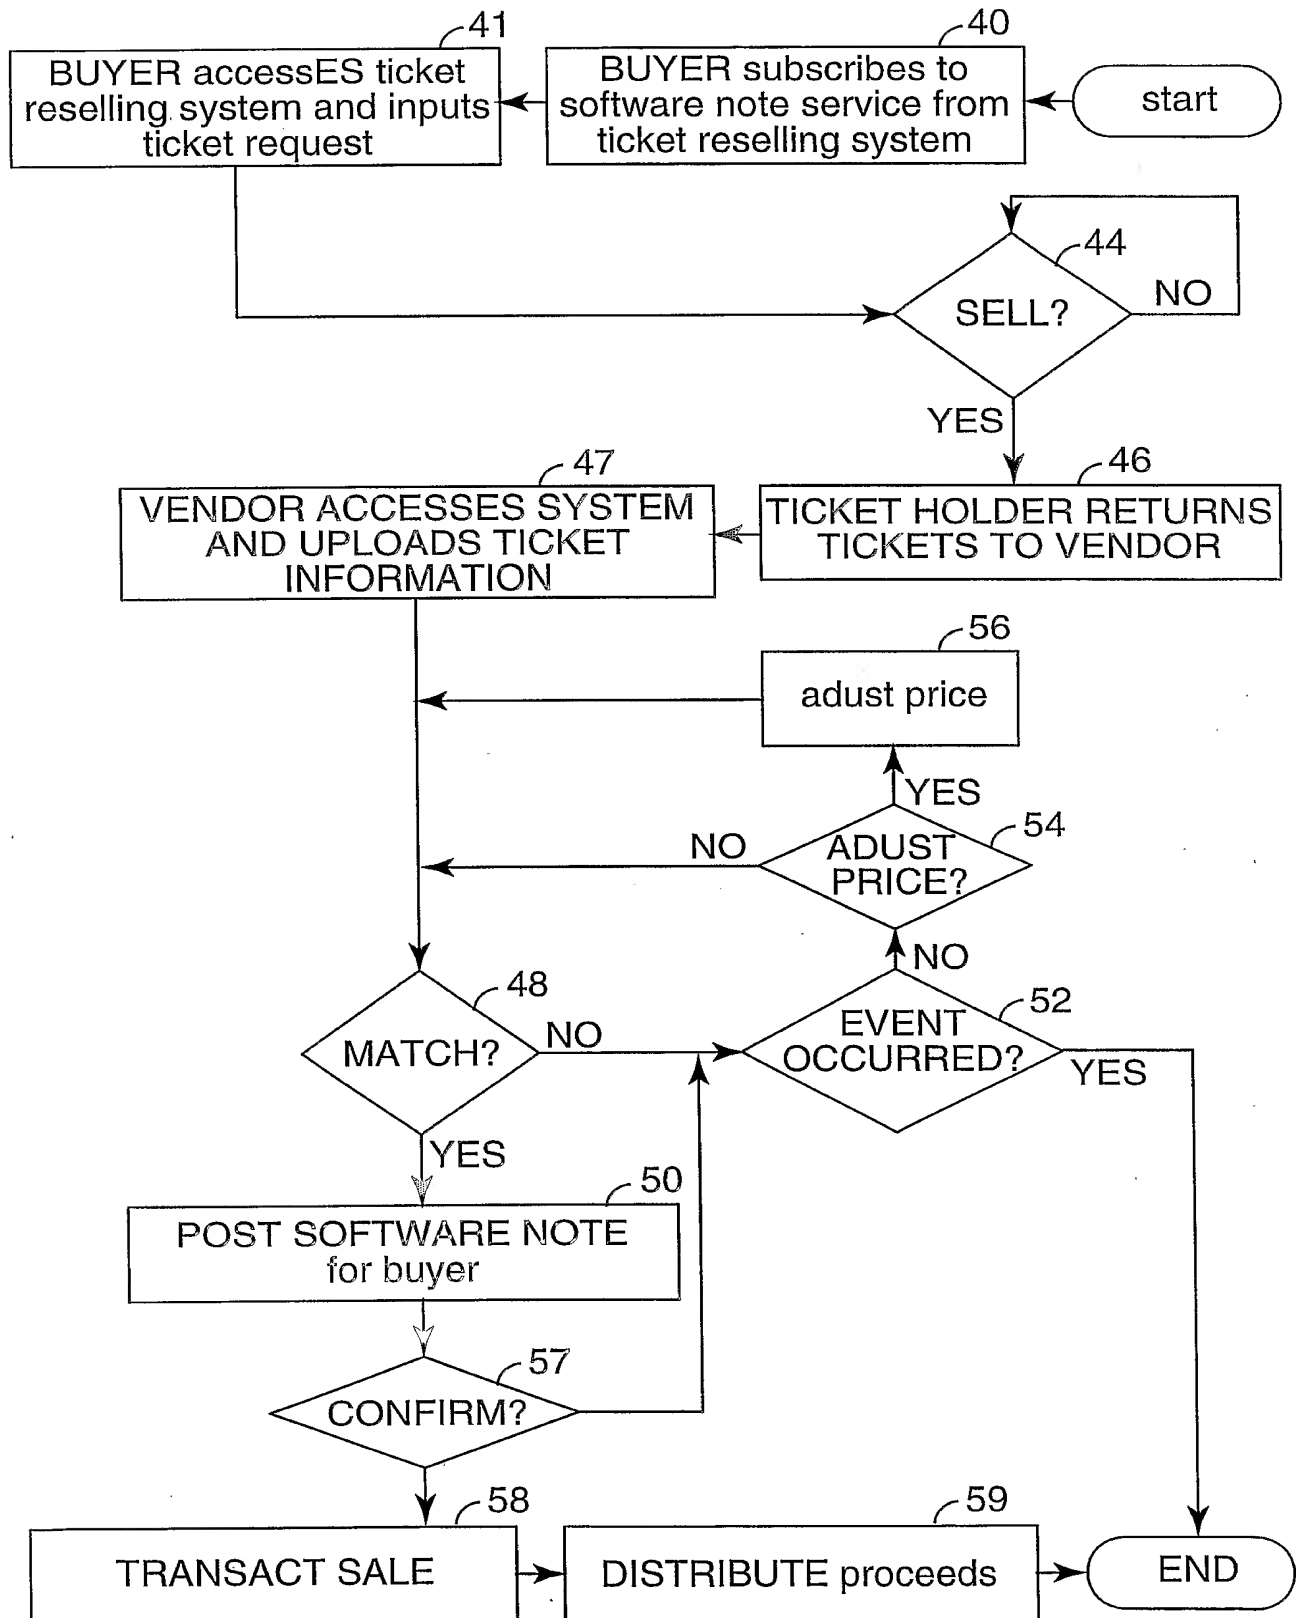 41
40
BUYER accessES ticket
reselling system and inputs
ticket request
BUYER subscribes to
software note service from
ticket reselling system
start
44
SELL?
NO
YES
47
46
VENDOR ACCESSES SYSTEM
AND UPLOADS TICKET
INFORMATION
TICKET HOLDER RETURNS
TICKETS TO VENDOR
56
adust price
YES
54
NO
ADUST
PRICE?
NO
48
52
MATCH?
NO
EVENT
OCCURRED?
YES
YES
50
POST SOFTWARE NOTE
for buyer
57
CONFIRM?
58
59
TRANSACT SALE
DISTRIBUTE proceeds
END